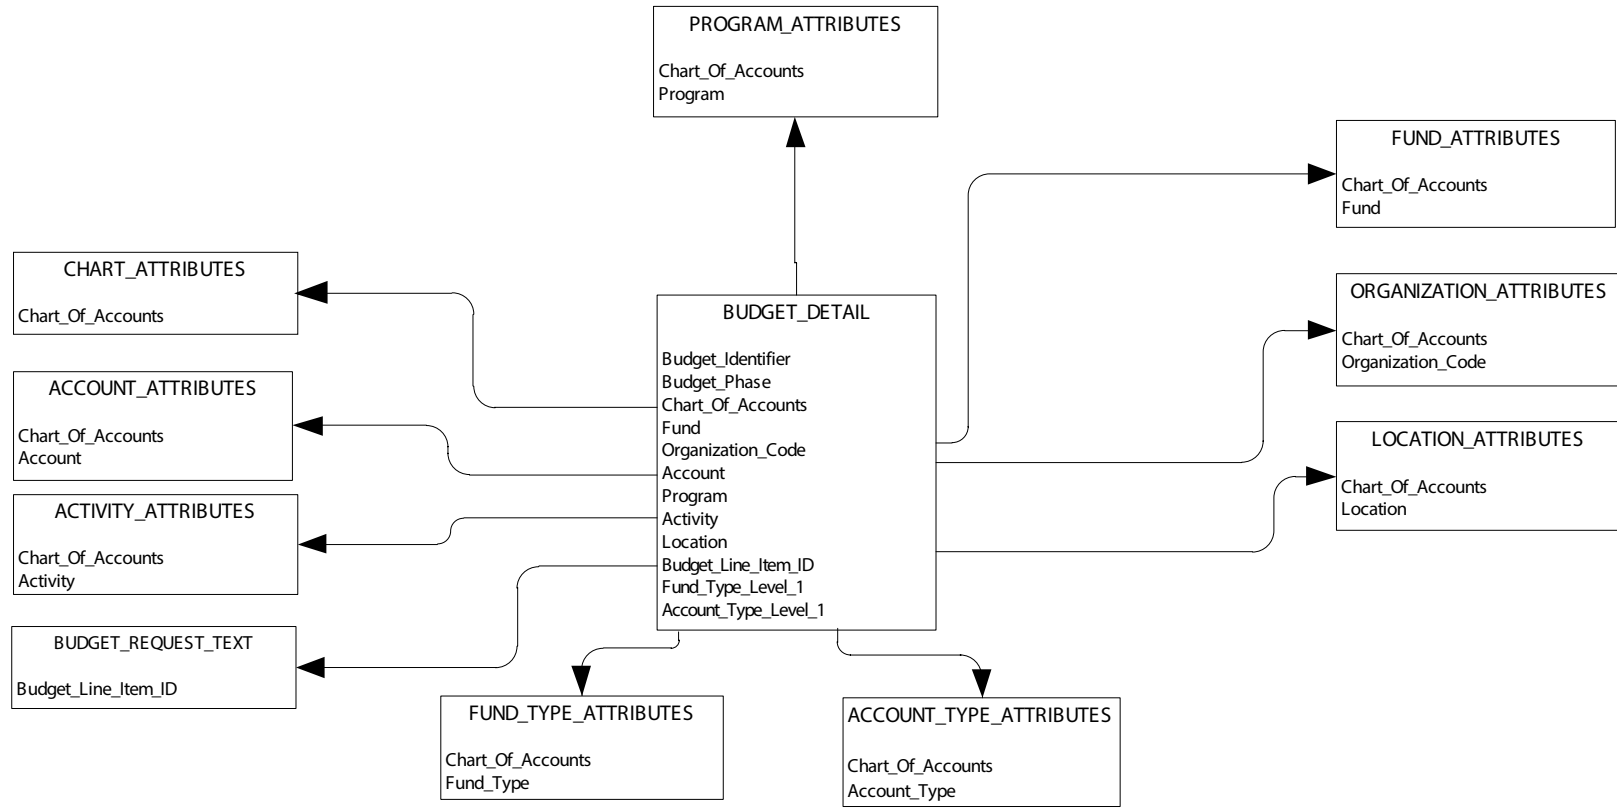 PROGRAM_ATTRIBUTES
Chart_Of_Accounts
Program
FUND_ATTRIBUTES
Chart_Of_Accounts
Fund
CHART_ATTRIBUTES
Chart_Of_Accounts
ORGANIZATION_ATTRIBUTES
Chart_Of_Accounts
Organization_Code
BUDGET_DETAIL
Budget_Identifier
Budget_Phase
Chart_Of_Accounts
Fund
Organization_Code
Account
Program
Activity
Location
Budget_Line_Item_ID
Fund_Type_Level_1
Account_Type_Level_1
ACCOUNT_ATTRIBUTES
Chart_Of_Accounts
Account
LOCATION_ATTRIBUTES
Chart_Of_Accounts
Location
ACTIVITY_ATTRIBUTES
Chart_Of_Accounts
Activity
BUDGET_REQUEST_TEXT
Budget_Line_Item_ID
FUND_TYPE_ATTRIBUTES
Chart_Of_Accounts
Fund_Type
ACCOUNT_TYPE_ATTRIBUTES
Chart_Of_Accounts
Account_Type